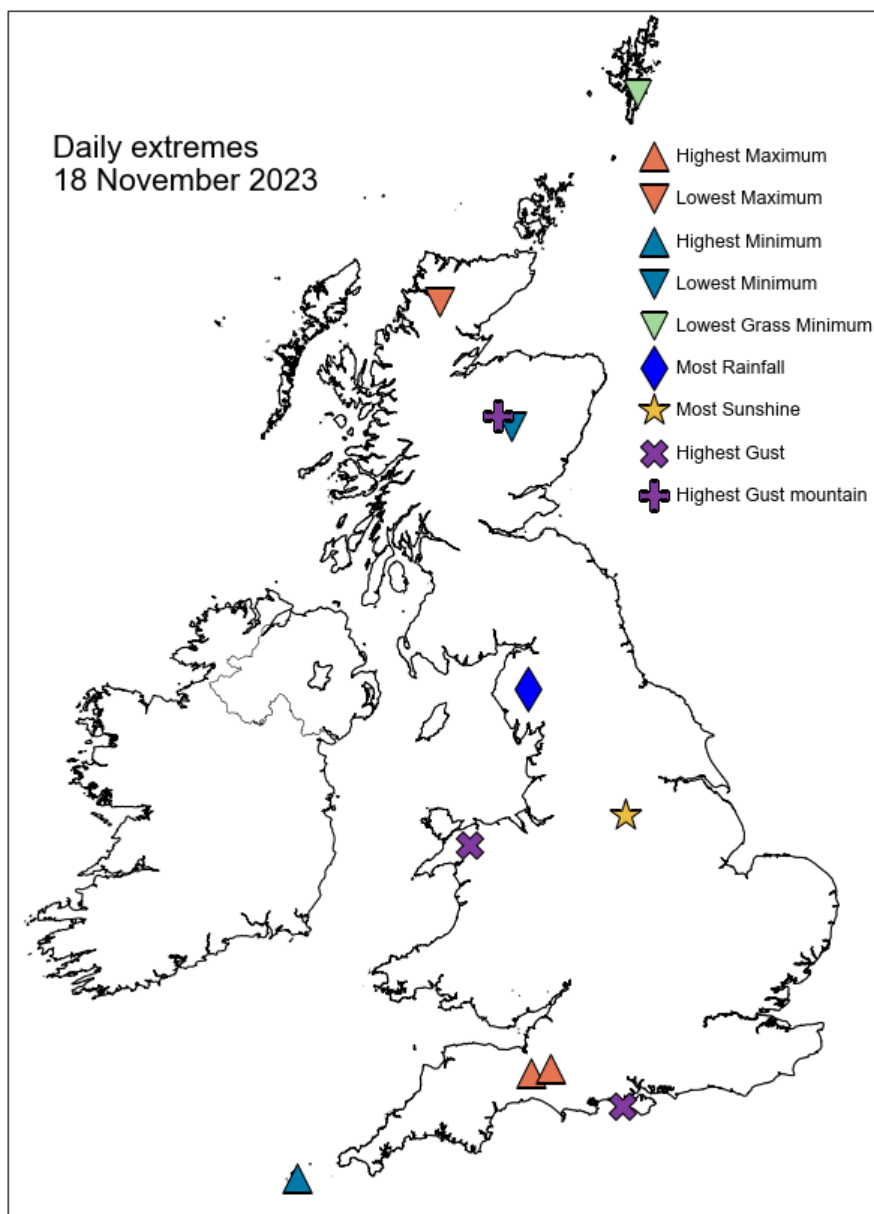 Daily extremes
18 November 2023
Highest Maximum
Lowest Maximum
Highest Minimum
Lowest Minimum
Lowest Grass Minimum
Most Rainfall
Most Sunshine
Highest Gust
Highest Gust mountain